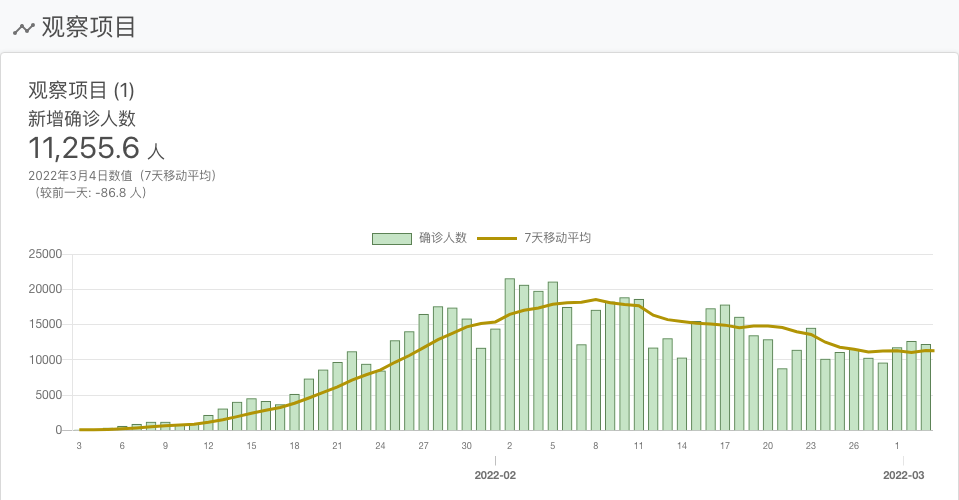 观察项目
观察项目 (1)
新增确诊人数
11,255.6 人
2022年3月4日数值（7天移动平均）
（较前一天: -86.8 人）
确诊人数 7天移动平均
25000
20000
15000
10000
5000
0
3 6 9 12 15 18 21 24 27 30 2 5 8 11 14 17 20 23 26 1
2022-02 2022-03